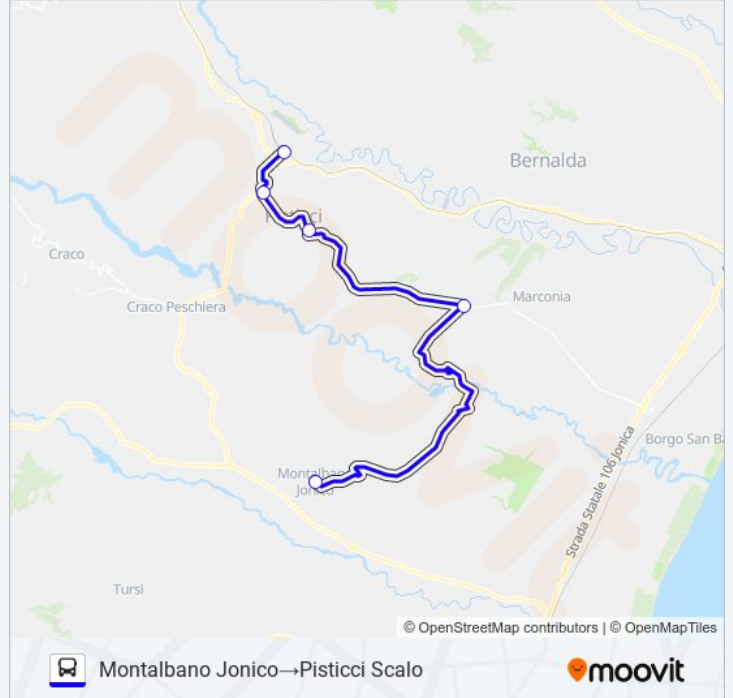 Bernalda
Pisticci
Craco
Marconia
Craco Peschiera
Borgo San B
Montalbano
Jonico
Strada Statale 106 Jonica
Tursi
© OpenStreetMap contributors | © OpenMapTiles
Montalbano Jonico→Pisticci Scalo
moovit